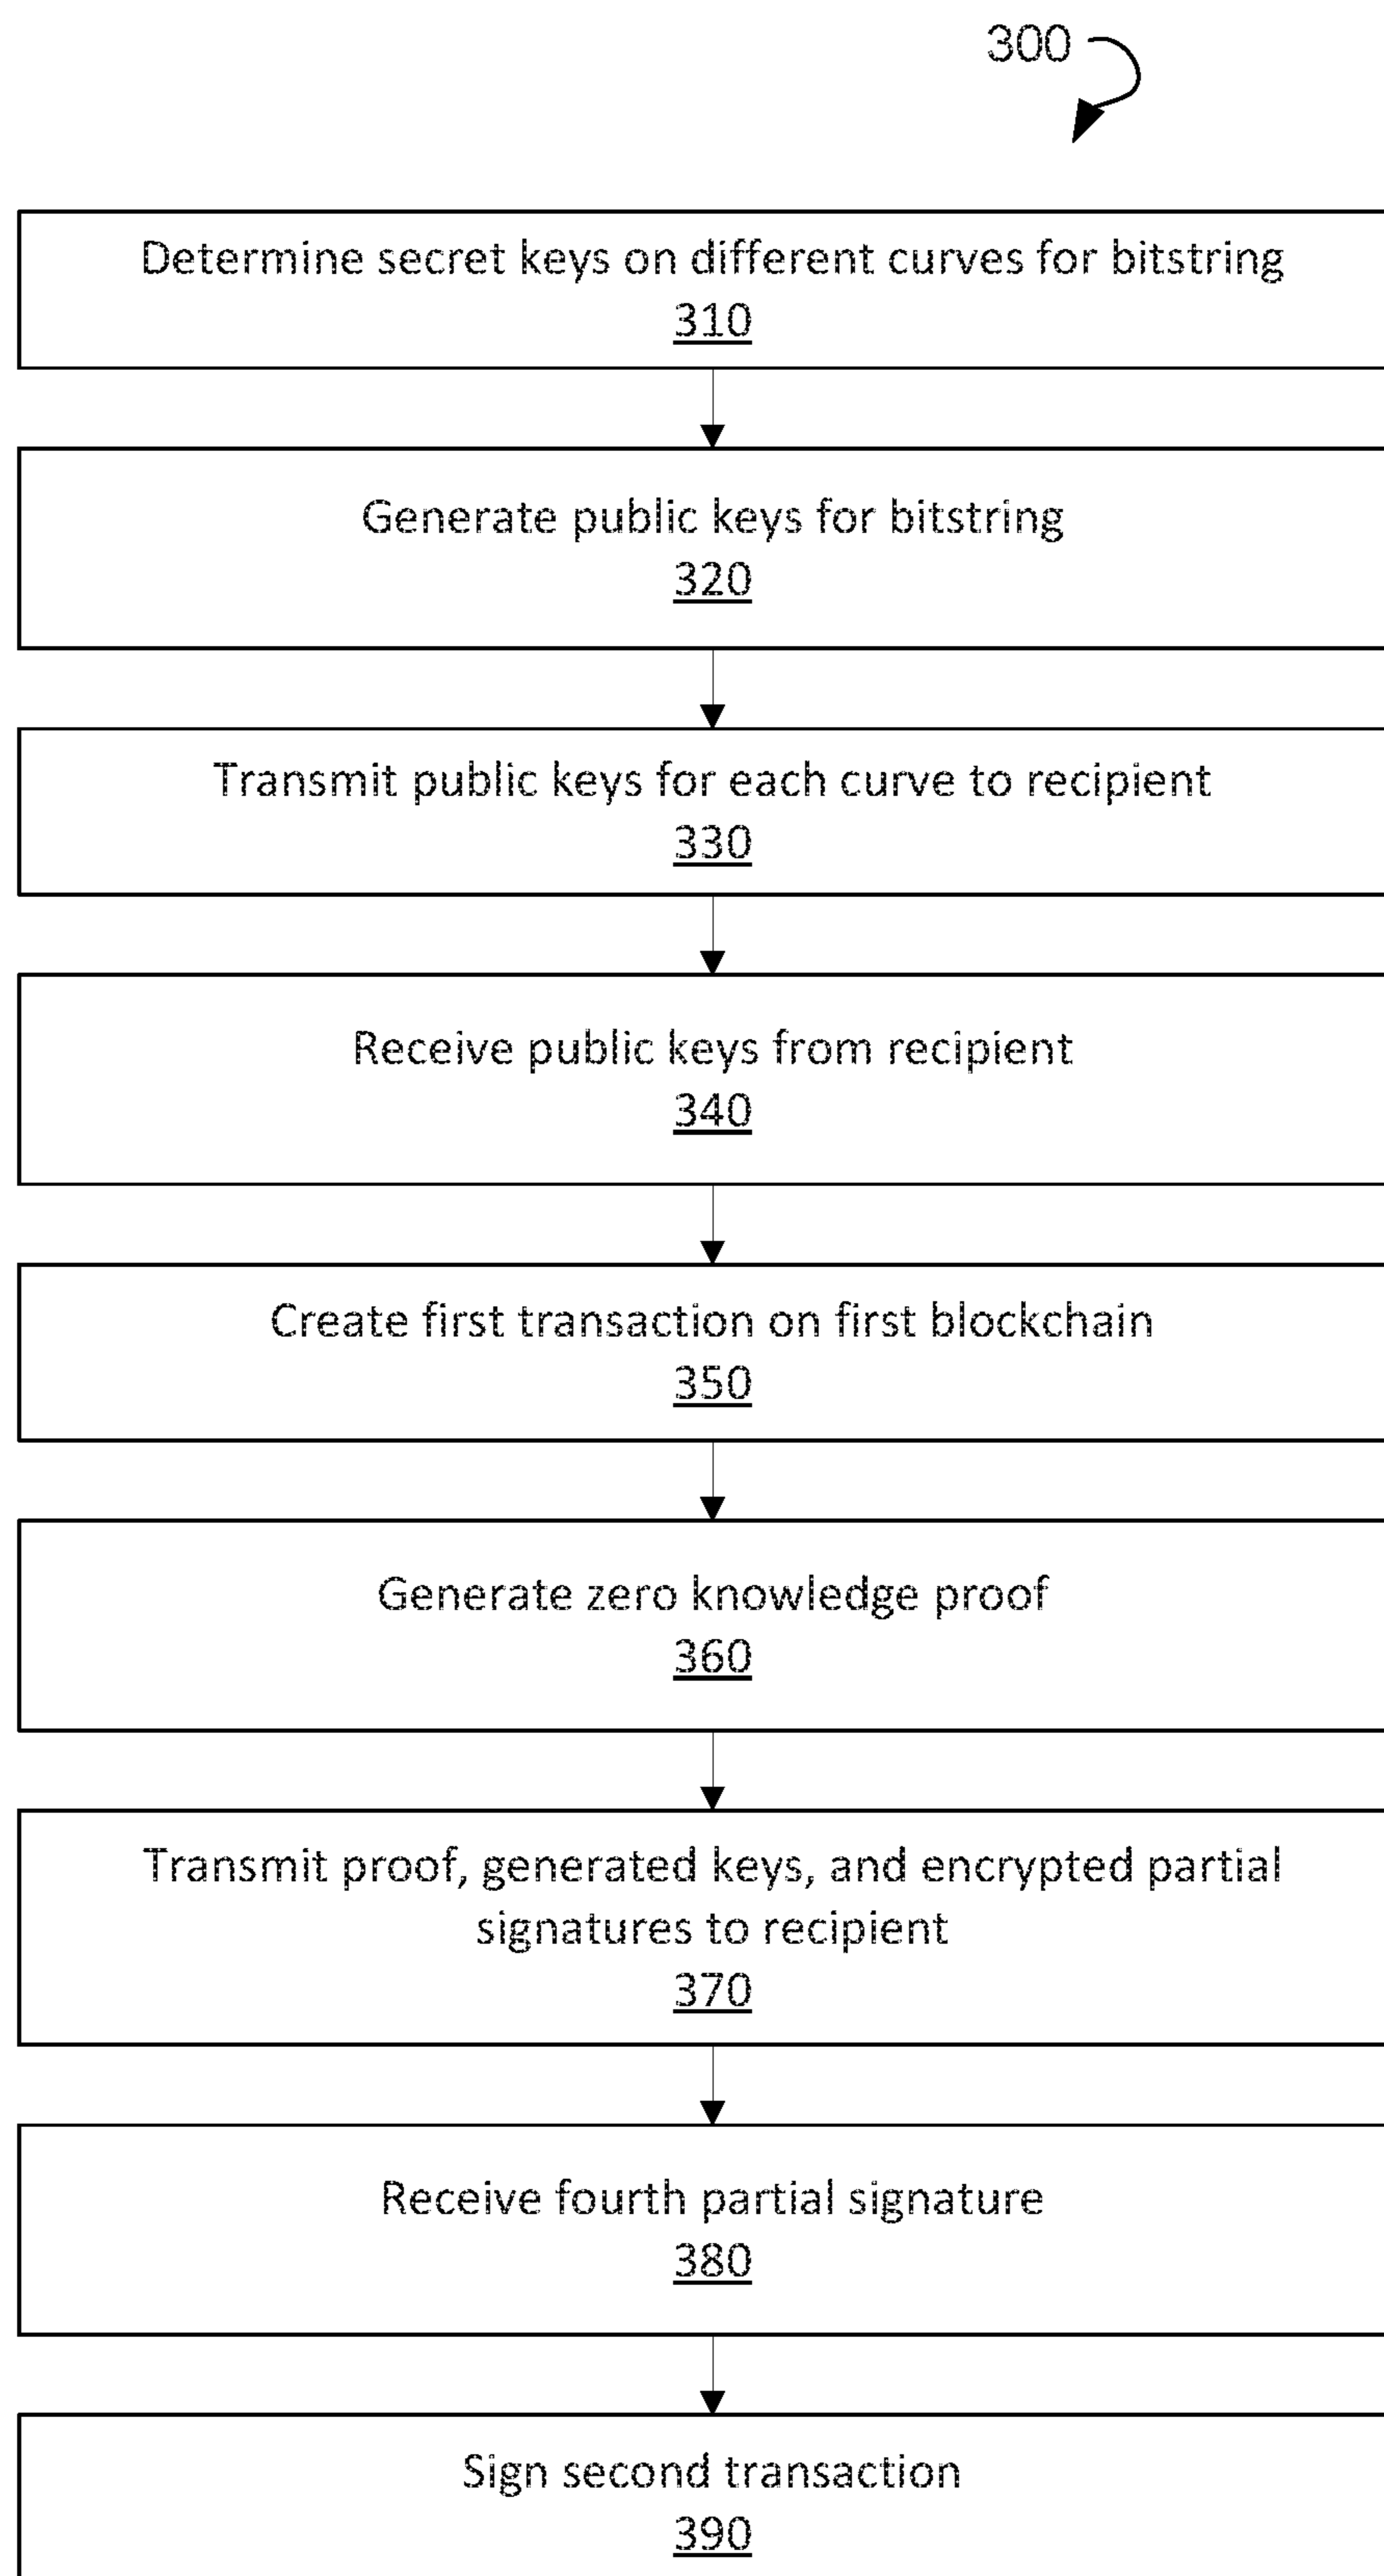 300
Determine secret keys on different curves for bitstring
310
Generate public keys for bitstring
320
Transmit public keys for each curve to recipient
330
Receive public keys from recipient
340
Create first transaction on first blockchain
350
Generate zero knowledge proof
360
Transmit proof, generated keys, and encrypted partial
signatures to recipient
370
Receive fourth partial signature
380
Sign second transaction
390